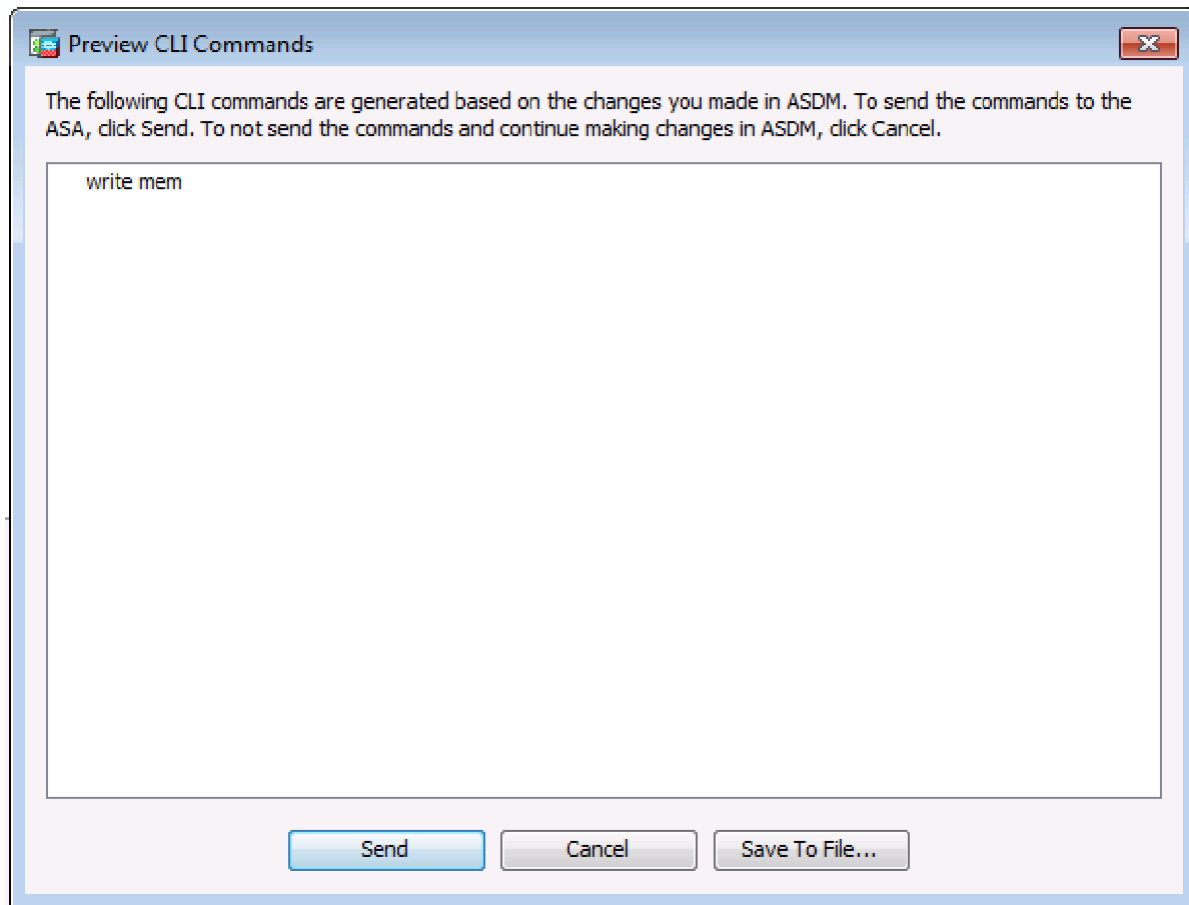 Preview CLI Commands
The following CLI commands are generated based on the changes you made in ASDM. To send the commands to the
ASA, click Send. To not send the commands and continue making changes in ASDM, click Cancel.
write mem
Send Cancel Save To File...